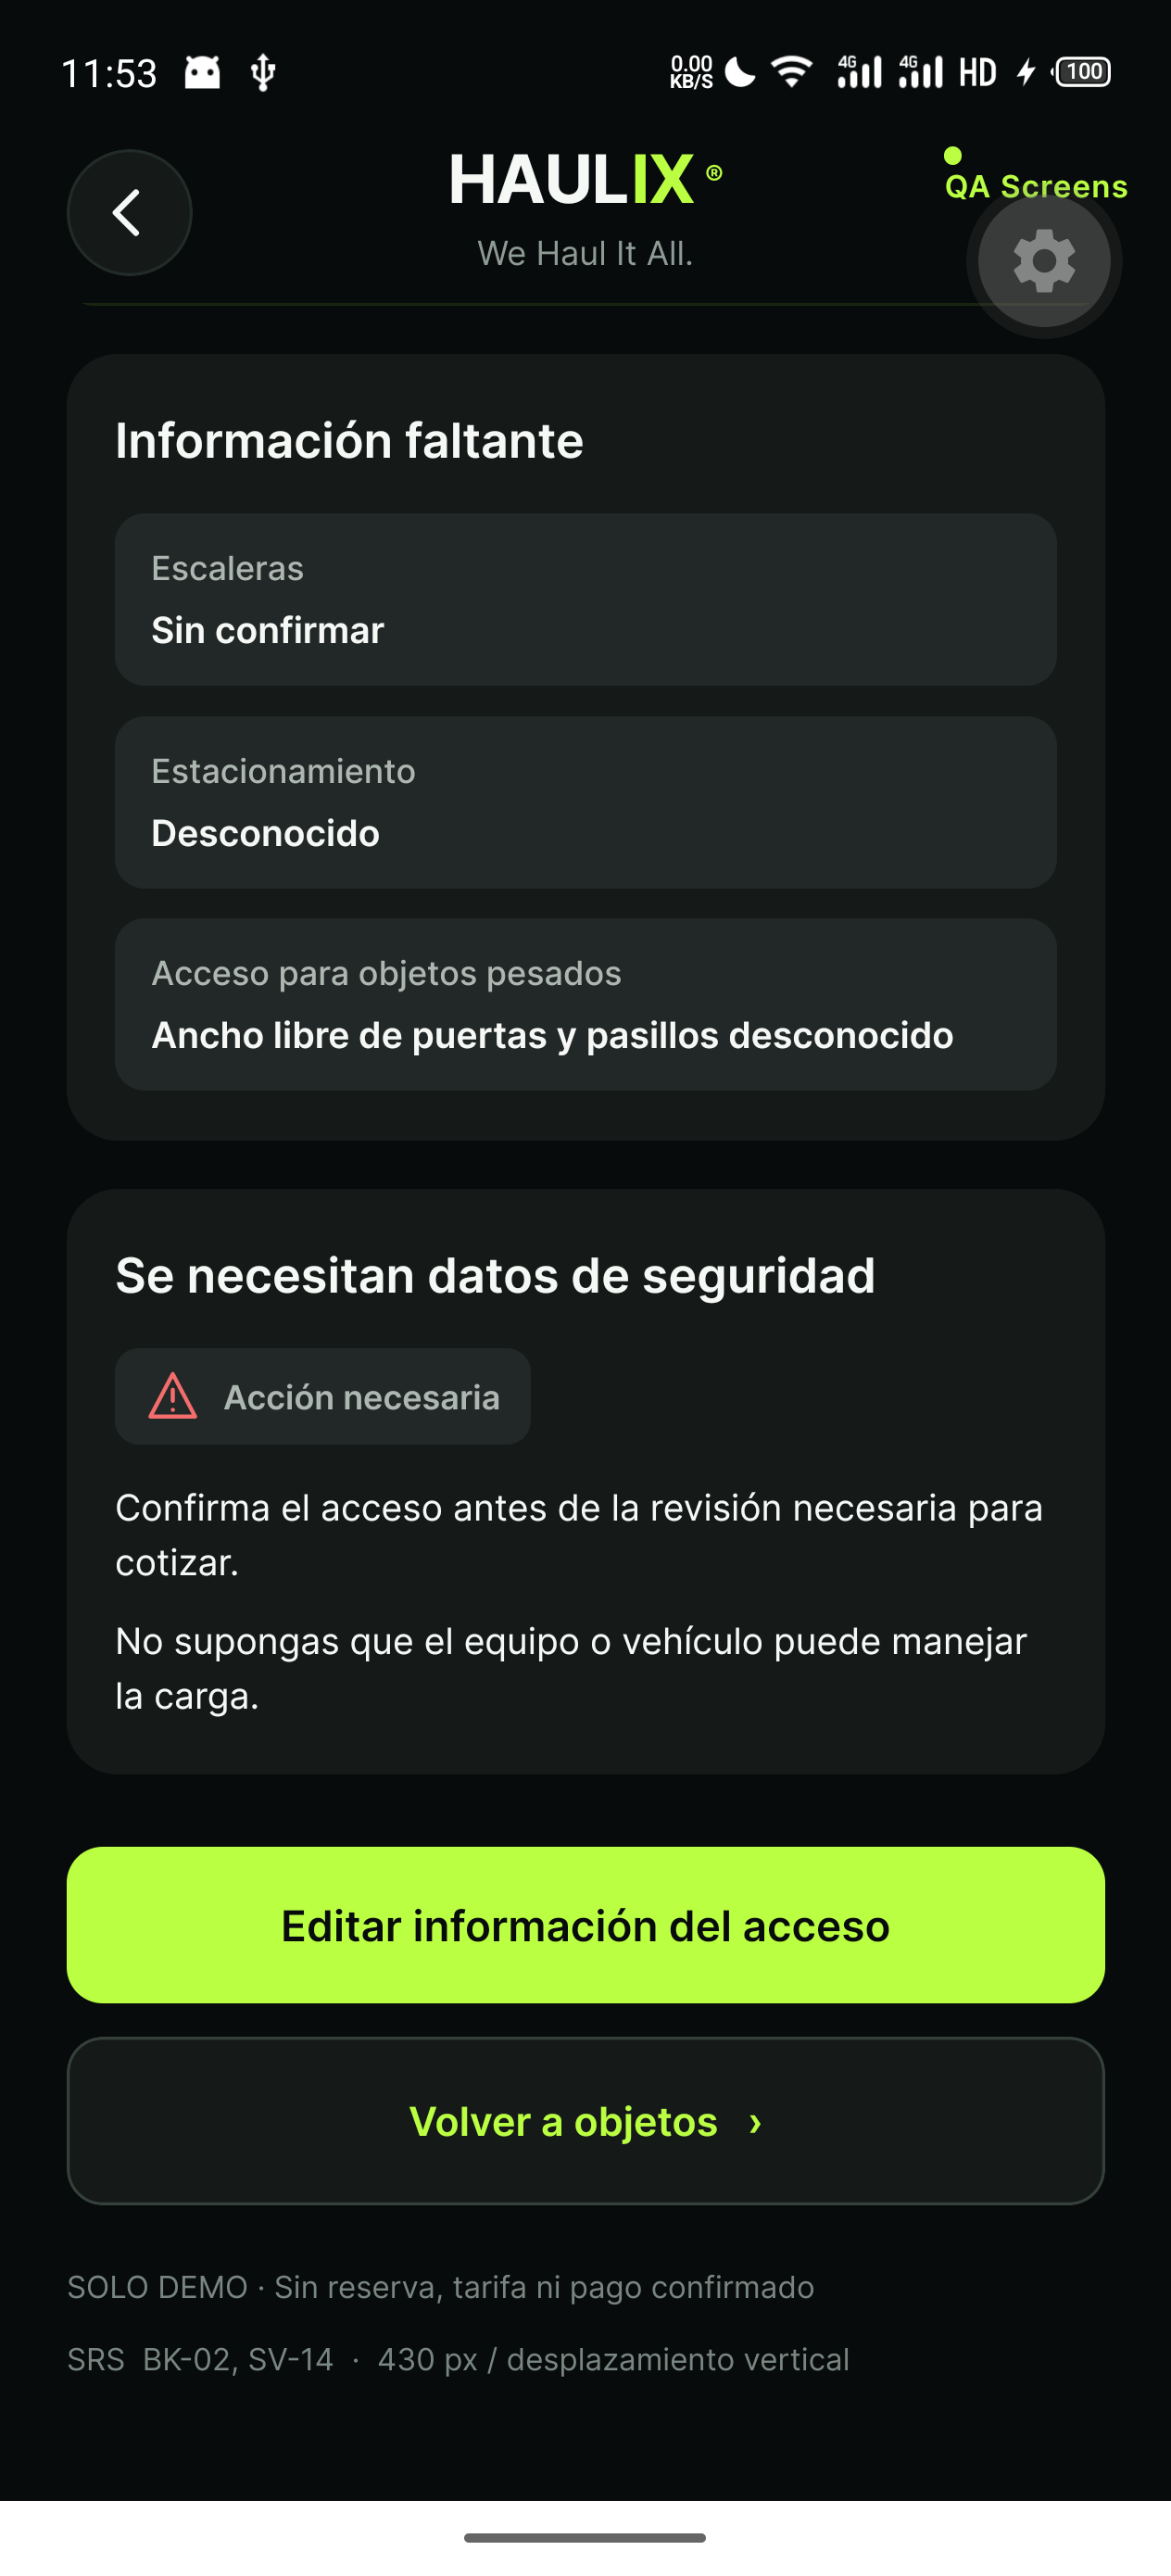 11:53
0.00 KB/S 4G 4G HD 100
HAULIX ®
QA Screens
We Haul It All.
Información faltante
Escaleras
Sin confirmar
Estacionamiento
Desconocido
Acceso para objetos pesados
Ancho libre de puertas y pasillos desconocido
Se necesitan datos de seguridad
Acción necesaria
Confirma el acceso antes de la revisión necesaria para
cotizar.
No supongas que el equipo o vehículo puede manejar
la carga.
Editar información del acceso
Volver a objetos ›
SOLO DEMO · Sin reserva, tarifa ni pago confirmado
SRS BK-02, SV-14 · 430 px / desplazamiento vertical